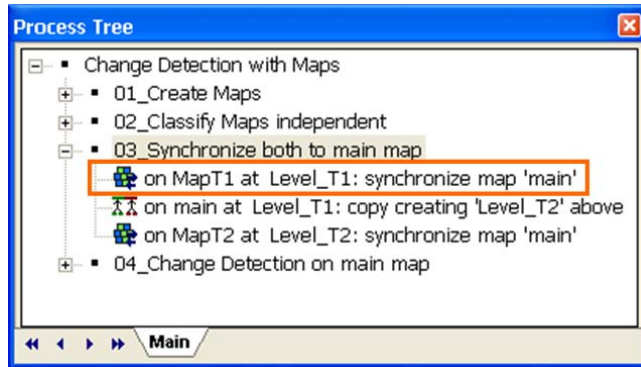 Process Tree
Change Detection with Maps
01_Create Maps
02_Classify Maps independent
03_Synchronize both to main map
on MapT1 at Level_T1: synchronize map 'main'
on main at Level_T1: copy creating 'Level_T2' above
on MapT2 at Level_T2: synchronize map 'main'
04_Change Detection on main map
Main